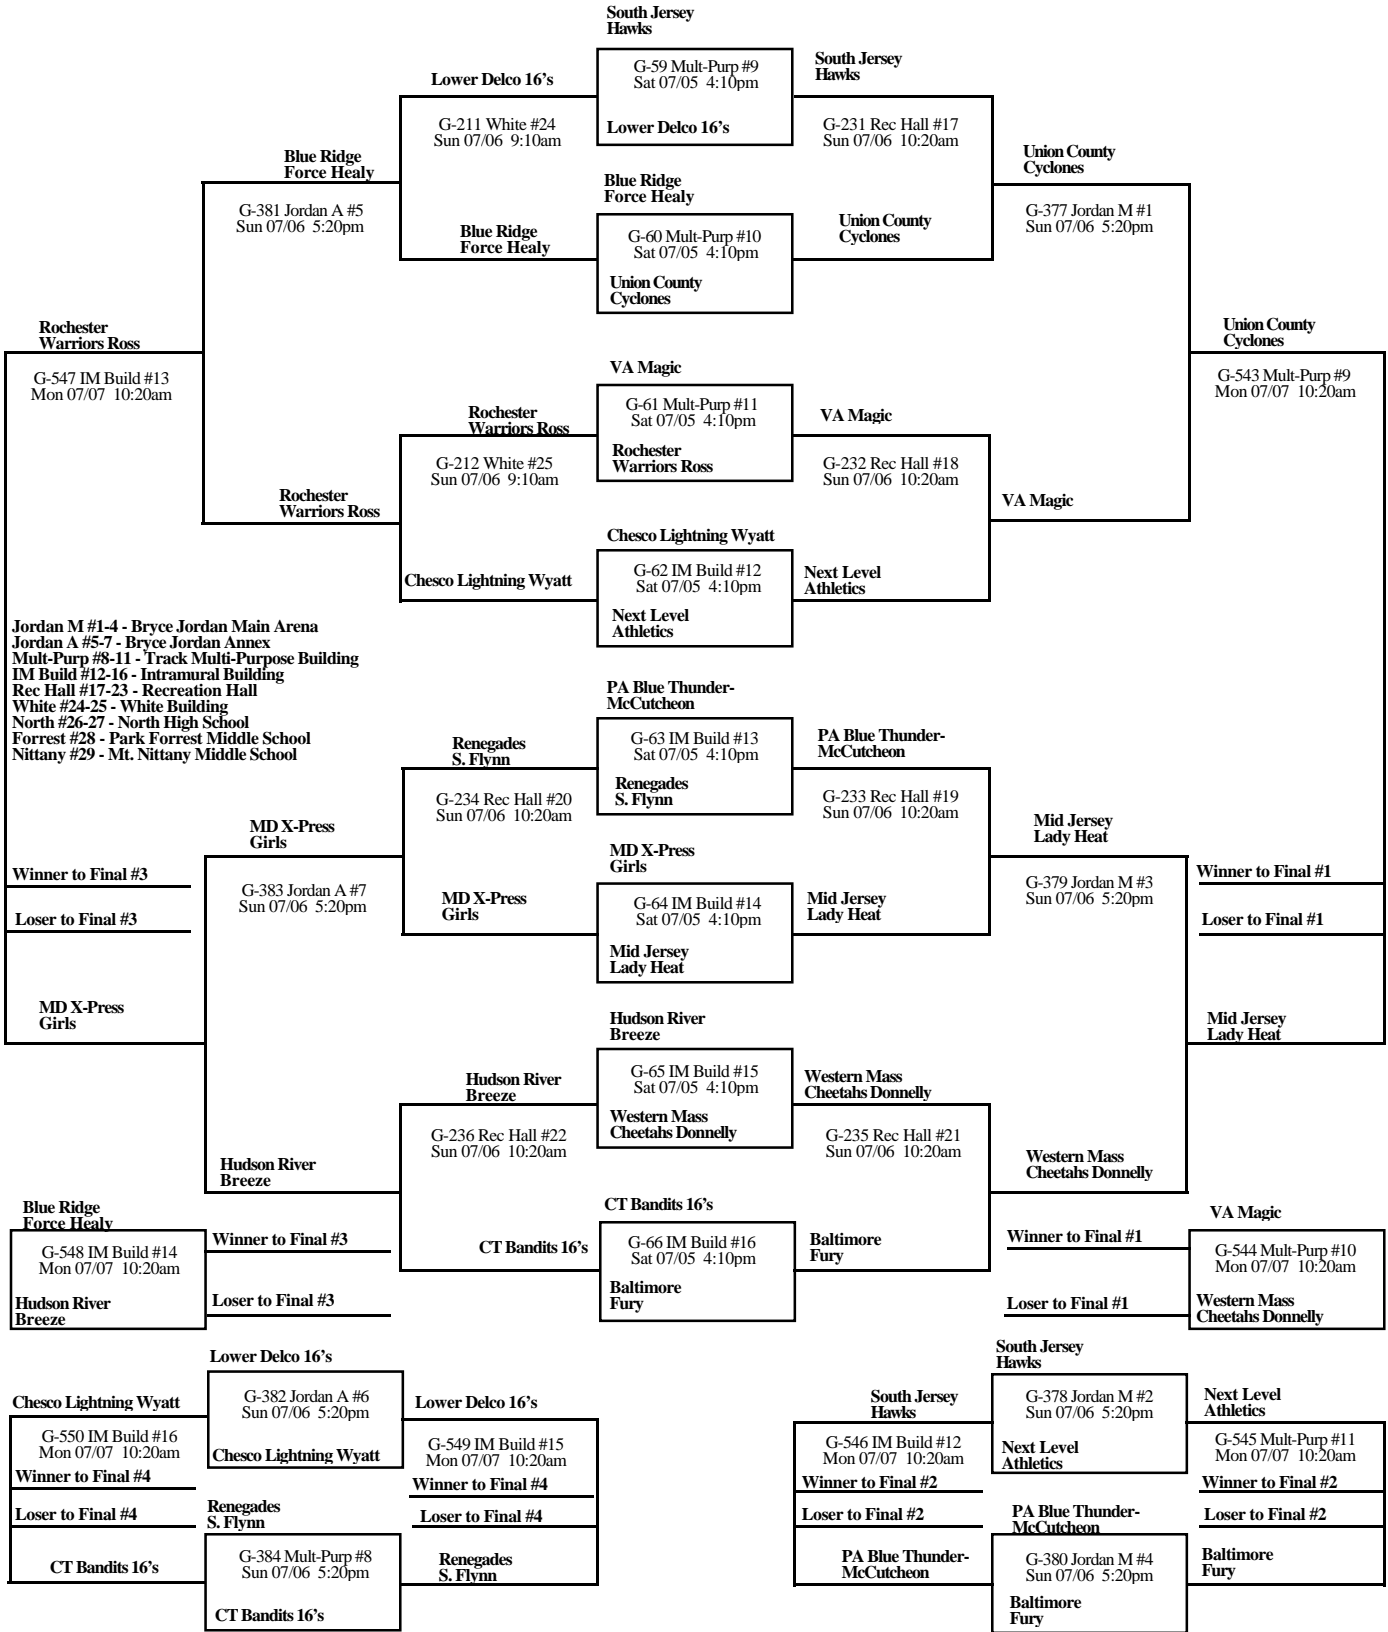 South Jersey
Hawks
G-59 Mult-Purp #9
Sat 07/05 4:10pm
Lower Delco 16's
South Jersey
Hawks
Lower Delco 16's
G-211 White #24
Sun 07/06 9:10am
G-231 Rec Hall #17
Sun 07/06 10:20am
Blue Ridge
Force Healy
Union County
Cyclones
Blue Ridge
Force Healy
G-381 Jordan A #5
Sun 07/06 5:20pm
Blue Ridge
Force Healy
G-60 Mult-Purp #10
Sat 07/05 4:10pm
Union County
Cyclones
Union County
Cyclones
G-377 Jordan M #1
Sun 07/06 5:20pm
Rochester
Warriors Ross
Union County
Cyclones
G-547 IM Build #13
Mon 07/07 10:20am
G-543 Mult-Purp #9
Mon 07/07 10:20am
VA Magic
G-61 Mult-Purp #11
Sat 07/05 4:10pm
Rochester
Warriors Ross
Rochester
Warriors Ross
VA Magic
G-212 White #25
Sun 07/06 9:10am
G-232 Rec Hall #18
Sun 07/06 10:20am
Rochester
Warriors Ross
VA Magic
Chesco Lightning Wyatt
G-62 IM Build #12
Sat 07/05 4:10pm
Next Level
Athletics
Chesco Lightning Wyatt
Next Level
Athletics
Jordan M #1-4 - Bryce Jordan Main Arena
Jordan A #5-7 - Bryce Jordan Annex
Mult-Purp #8-11 - Track Multi-Purpose Building
IM Build #12-16 - Intramural Building
Rec Hall #17-23 - Recreation Hall
White #24-25 - White Building
North #26-27 - North High School
Forrest #28 - Park Forrest Middle School
Nittany #29 - Mt. Nittany Middle School
PA Blue Thunder-
McCutcheon
G-63 IM Build #13
Sat 07/05 4:10pm
Renegades
S. Flynn
Renegades
S. Flynn
PA Blue Thunder-
McCutcheon
G-234 Rec Hall #20
Sun 07/06 10:20am
G-233 Rec Hall #19
Sun 07/06 10:20am
MD X-Press
Girls
Mid Jersey
Lady Heat
MD X-Press
Girls
G-64 IM Build #14
Sat 07/05 4:10pm
Mid Jersey
Lady Heat
Winner to Final #3
Loser to Final #3
G-383 Jordan A #7
Sun 07/06 5:20pm
MD X-Press
Girls
Mid Jersey
Lady Heat
G-379 Jordan M #3
Sun 07/06 5:20pm
Winner to Final #1
Loser to Final #1
MD X-Press
Girls
Mid Jersey
Lady Heat
Hudson River
Breeze
G-65 IM Build #15
Sat 07/05 4:10pm
Western Mass
Cheetahs Donnelly
Hudson River
Breeze
Western Mass
Cheetahs Donnelly
G-236 Rec Hall #22
Sun 07/06 10:20am
G-235 Rec Hall #21
Sun 07/06 10:20am
Hudson River
Breeze
Western Mass
Cheetahs Donnelly
CT Bandits 16's
G-66 IM Build #16
Sat 07/05 4:10pm
Baltimore
Fury
CT Bandits 16's
Baltimore
Fury
Blue Ridge
Force Healy
G-548 IM Build #14
Mon 07/07 10:20am
Hudson River
Breeze
Winner to Final #3
Loser to Final #3
Winner to Final #1
Loser to Final #1
VA Magic
G-544 Mult-Purp #10
Mon 07/07 10:20am
Western Mass
Cheetahs Donnelly
Lower Delco 16's
G-382 Jordan A #6
Sun 07/06 5:20pm
Chesco Lightning Wyatt
Chesco Lightning Wyatt
G-550 IM Build #16
Mon 07/07 10:20am
Winner to Final #4
Loser to Final #4
CT Bandits 16's
Renegades
S. Flynn
G-384 Mult-Purp #8
Sun 07/06 5:20pm
CT Bandits 16's
Lower Delco 16's
G-549 IM Build #15
Mon 07/07 10:20am
Winner to Final #4
Loser to Final #4
Renegades
S. Flynn
South Jersey
Hawks
G-546 IM Build #12
Mon 07/07 10:20am
Winner to Final #2
Loser to Final #2
PA Blue Thunder-
McCutcheon
South Jersey
Hawks
G-378 Jordan M #2
Sun 07/06 5:20pm
Next Level
Athletics
PA Blue Thunder-
McCutcheon
G-380 Jordan M #4
Sun 07/06 5:20pm
Baltimore
Fury
Next Level
Athletics
G-545 Mult-Purp #11
Mon 07/07 10:20am
Winner to Final #2
Loser to Final #2
Baltimore
Fury